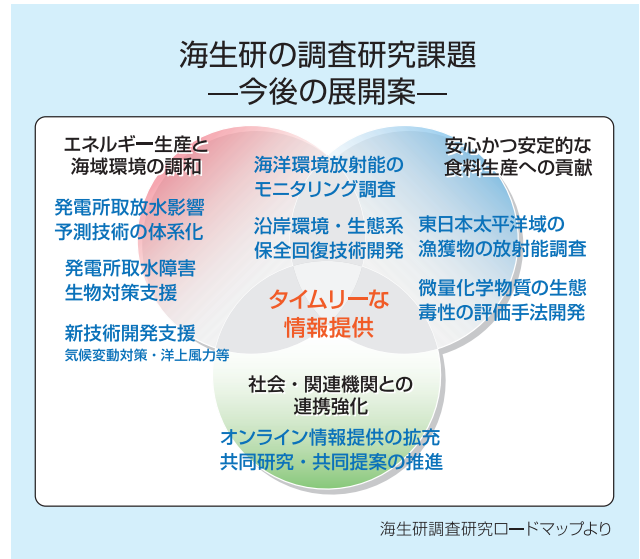 海生研の調査研究課題
―今後の展開案―
エネルギー生産と
海域環境の調和
発電所取放水影響
予測技術の体系化
発電所取水障害
生物対策支援
新技術開発支援
気候変動対策・洋上風力等
海洋環境放射能の
モニタリング調査
沿岸環境・生態系
保全回復技術開発
安心かつ安定的な
食料生産への貢献
東日本太平洋域の
漁獲物の放射能調査
微量化学物質の生態
毒性の評価手法開発
タイムリーな
情報提供
社会・関連機関との
連携強化
オンライン情報提供の拡充
共同研究・共同提案の推進
海生研調査研究ロードマップより